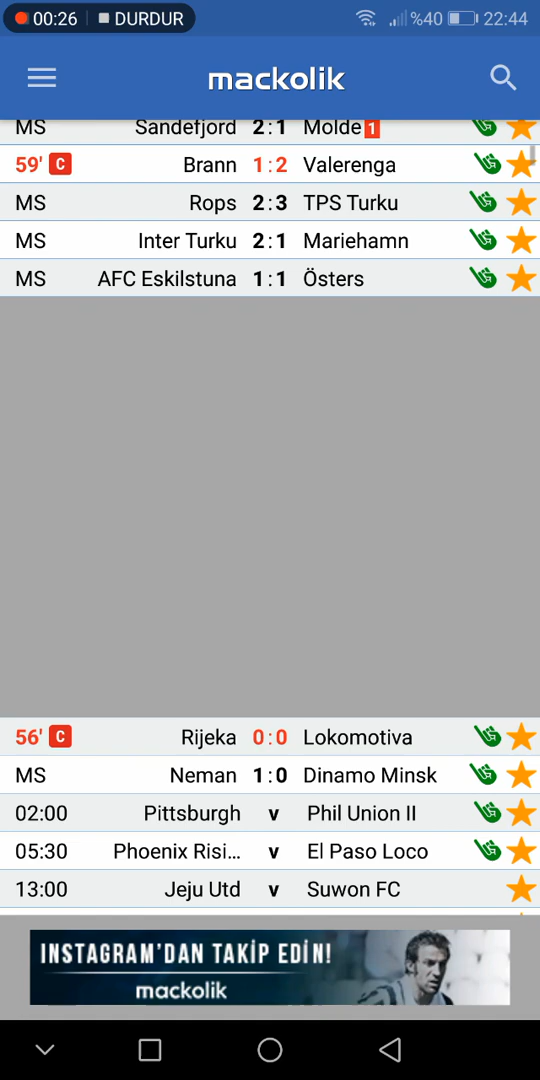 00:26 DURDUR %40 22:44
mackolik
MS Sandefjord 2:1 Molde 1
59' C Brann 1:2 Valerenga
MS Rops 2:3 TPS Turku
MS Inter Turku 2:1 Mariehamn
MS AFC Eskilstuna 1:1 Östers
56' C Rijeka 0:0 Lokomotiva
MS Neman 1:0 Dinamo Minsk
02:00 Pittsburgh v Phil Union II
05:30 Phoenix Risi... v El Paso Loco
13:00 Jeju Utd v Suwon FC
INSTAGRAM'DAN TAKİP EDİN!
mackolik